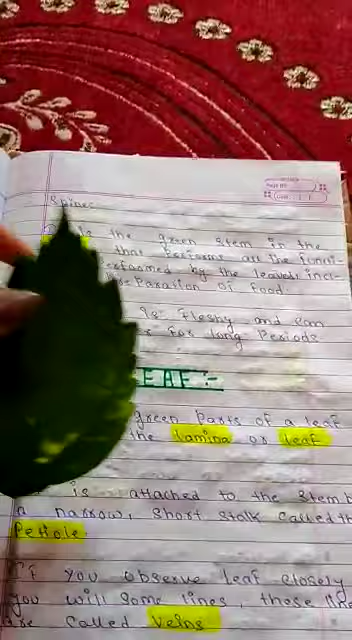 Spines
is the green stem in the
that performs all the funct-
performed by the leaves incl-
preparation of food.
is fleshy and can
for long periods
EAF :-
green parts of a leaf
the lamina or leaf
is attached to the stem b
a narrow, short stalk called th
Petiole.
If you observe leaf closely
you will some lines, these line
are called Veins